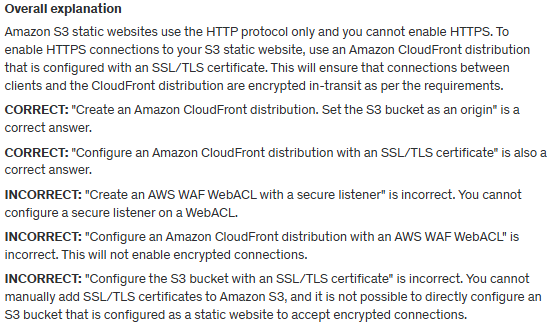 Overall explanation
Amazon S3 static websites use the HTTP protocol only and you cannot enable HTTPS. To
enable HTTPS connections to your S3 static website, use an Amazon CloudFront distribution
that is configured with an SSL/TLS certificate. This will ensure that connections between
clients and the CloudFront distribution are encrypted in-transit as per the requirements.
CORRECT: "Create an Amazon CloudFront distribution. Set the S3 bucket as an origin" is a
correct answer.
CORRECT: "Configure an Amazon CloudFront distribution with an SSL/TLS certificate" is also a
correct answer.
INCORRECT: "Create an AWS WAF WebACL with a secure listener" is incorrect. You cannot
configure a secure listener on a WebACL.
INCORRECT: "Configure an Amazon CloudFront distribution with an AWS WAF WebACL" is
incorrect. This will not enable encrypted connections.
INCORRECT: "Configure the S3 bucket with an SSL/TLS certificate" is incorrect. You cannot
manually add SSL/TLS certificates to Amazon S3, and it is not possible to directly configure an
S3 bucket that is configured as a static website to accept encrypted connections.